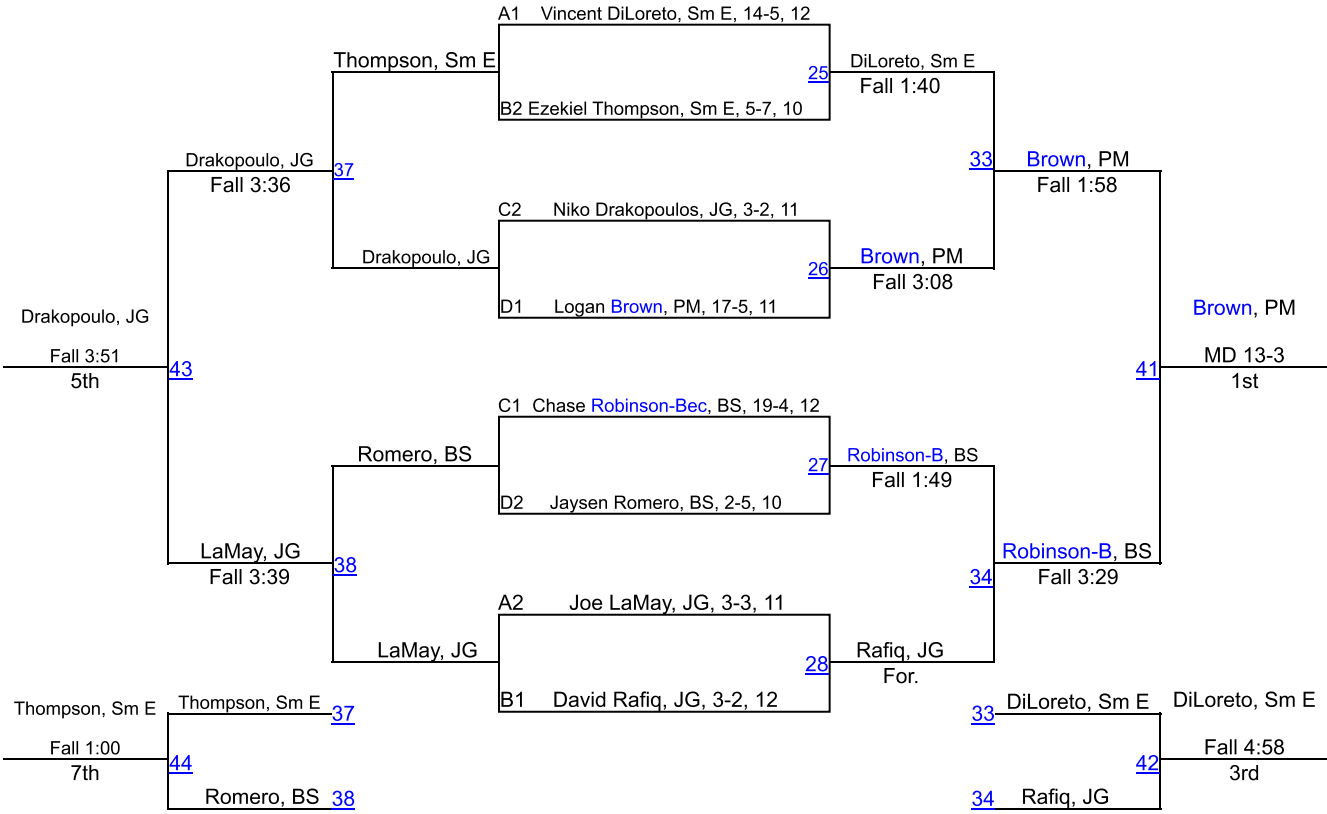 A1 Vincent DiLoreto, Sm E, 14-5, 12
Thompson, Sm E
25
DiLoreto, Sm E
Fall 1:40
B2 Ezekiel Thompson, Sm E, 5-7, 10
Drakopoulo, JG
Fall 3:36
37
33
Brown, PM
Fall 1:58
C2 Niko Drakopoulos, JG, 3-2, 11
Drakopoulo, JG
26
Brown, PM
Fall 3:08
D1 Logan Brown, PM, 17-5, 11
Drakopoulo, JG
Fall 3:51
5th
43
41
Brown, PM
MD 13-3
1st
C1 Chase Robinson-Bec, BS, 19-4, 12
Romero, BS
27
Robinson-B, BS
Fall 1:49
D2 Jaysen Romero, BS, 2-5, 10
LaMay, JG
Fall 3:39
38
34
Robinson-B, BS
Fall 3:29
A2 Joe LaMay, JG, 3-3, 11
LaMay, JG
28
Rafiq, JG
For.
B1 David Rafiq, JG, 3-2, 12
Thompson, Sm E
Fall 1:00
7th
Thompson, Sm E 37
44
Romero, BS 38
33 DiLoreto, Sm E
42
34 Rafiq, JG
DiLoreto, Sm E
Fall 4:58
3rd